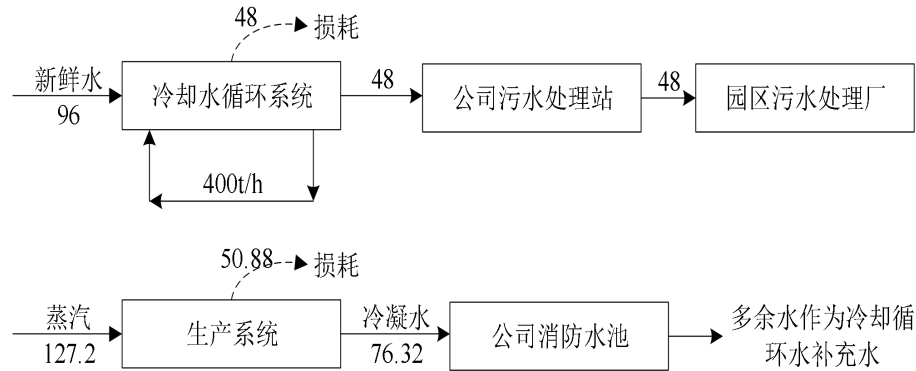 48
损耗
新鲜水
96
冷却水循环系统
48
公司污水处理站
48
园区污水处理厂
400t/h
50.88
损耗
蒸汽
127.2
生产系统
冷凝水
76.32
公司消防水池
多余水作为冷却循
环水补充水